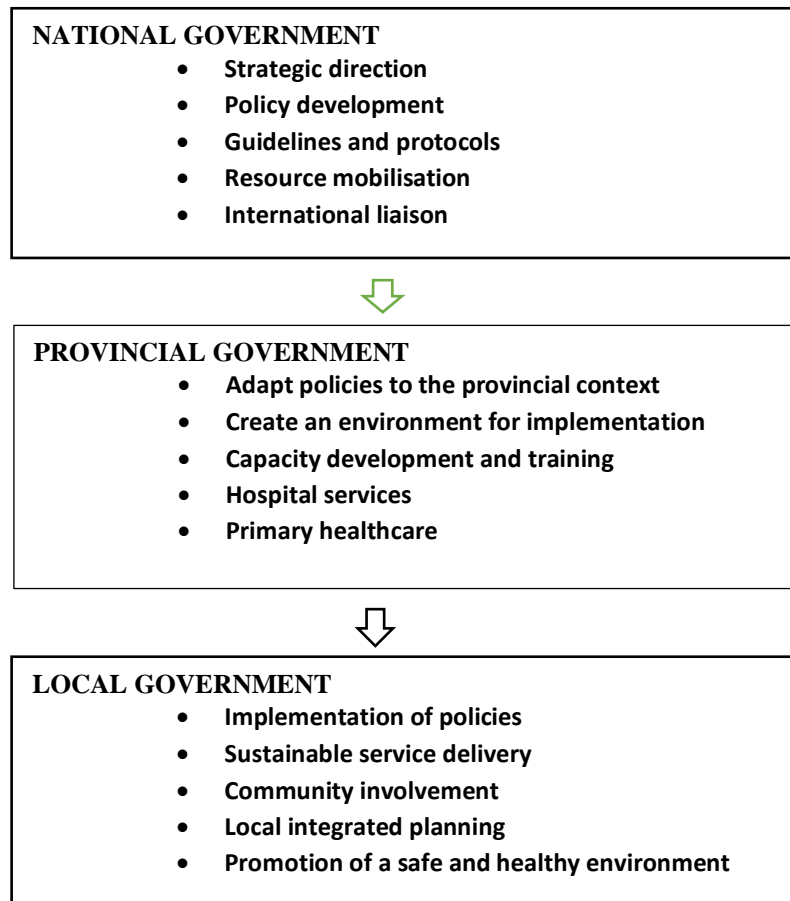 NATIONAL GOVERNMENT
• Strategic direction
• Policy development
• Guidelines and protocols
• Resource mobilisation
• International liaison
PROVINCIAL GOVERNMENT
• Adapt policies to the provincial context
• Create an environment for implementation
• Capacity development and training
• Hospital services
• Primary healthcare
LOCAL GOVERNMENT
• Implementation of policies
• Sustainable service delivery
• Community involvement
• Local integrated planning
• Promotion of a safe and healthy environment